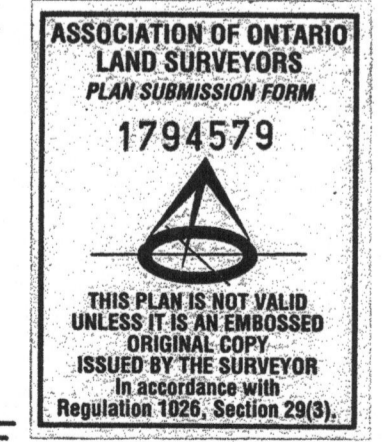 ASSOCIATION OF ONTARIO
LAND SURVEYORS
PLAN SUBMISSION FORM
1794579
THIS PLAN IS NOT VALID
UNLESS IT IS AN EMBOSSED
ORIGINAL COPY
ISSUED BY THE SURVEYOR
In accordance with
Regulation 1026, Section 29(3).